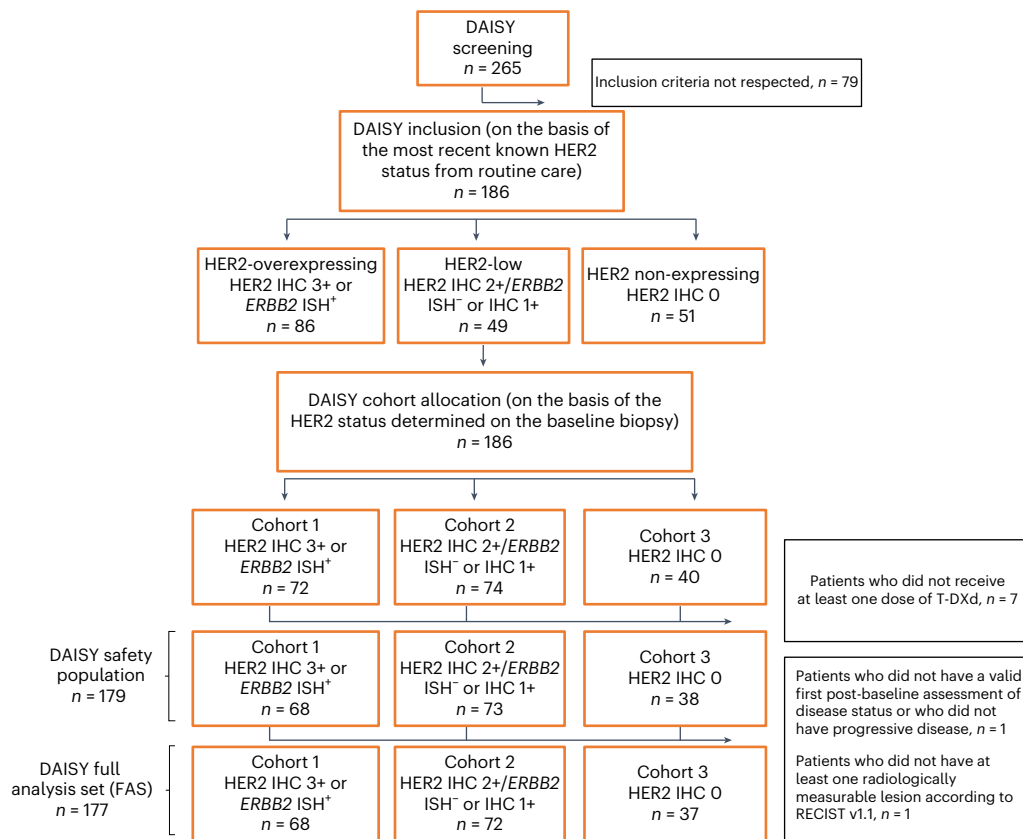 DAISY
screening
n = 265
Inclusion criteria not respected, n = 79
DAISY inclusion (on the basis of
the most recent known HER2
status from routine care)
n = 186
HER2-overexpressing
HER2 IHC 3+ or
ERBB2 ISH⁺
n = 86
HER2-low
HER2 IHC 2+/ERBB2
ISH⁻ or IHC 1+
n = 49
HER2 non-expressing
HER2 IHC 0
n = 51
DAISY cohort allocation (on the basis of the
HER2 status determined on the baseline biopsy)
n = 186
Cohort 1
HER2 IHC 3+ or
ERBB2 ISH⁺
n = 72
Cohort 2
HER2 IHC 2+/ERBB2
ISH⁻ or IHC 1+
n = 74
Cohort 3
HER2 IHC 0
n = 40
Patients who did not receive
at least one dose of T-DXd, n = 7
DAISY safety
population
n = 179
Cohort 1
HER2 IHC 3+ or
ERBB2 ISH⁺
n = 68
Cohort 2
HER2 IHC 2+/ERBB2
ISH⁻ or IHC 1+
n = 73
Cohort 3
HER2 IHC 0
n = 38
Patients who did not have a valid
first post-baseline assessment of
disease status or who did not
have progressive disease, n = 1
Patients who did not have at
least one radiologically
measurable lesion according to
RECIST v1.1, n = 1
DAISY full
analysis set (FAS)
n = 177
Cohort 1
HER2 IHC 3+ or
ERBB2 ISH⁺
n = 68
Cohort 2
HER2 IHC 2+/ERBB2
ISH⁻ or IHC 1+
n = 72
Cohort 3
HER2 IHC 0
n = 37